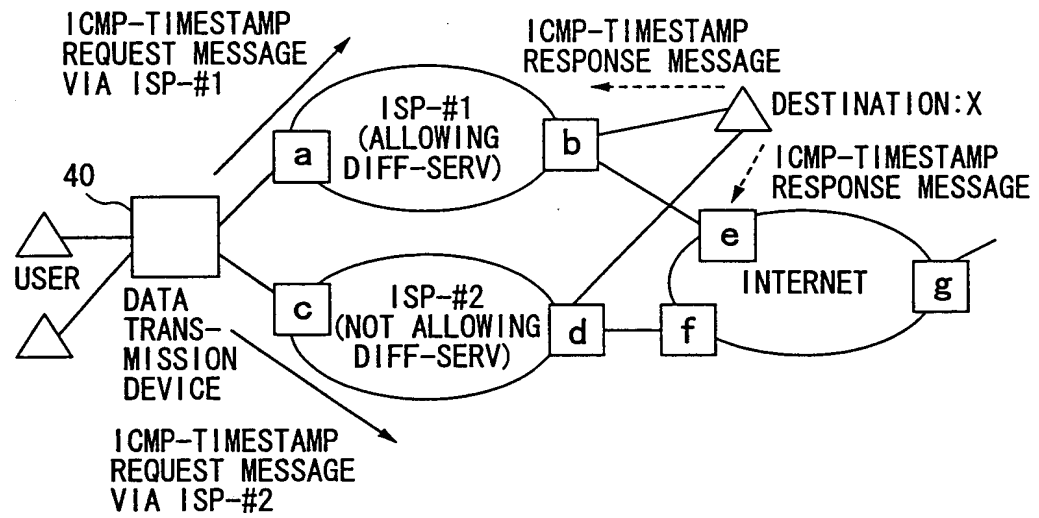 ICMP-TIMESTAMP
REQUEST MESSAGE
VIA ISP-#1
ICMP-TIMESTAMP
RESPONSE MESSAGE
ISP-#1
(ALLOWING
DIFF-SERV)
a
b
DESTINATION:X
ICMP-TIMESTAMP
RESPONSE MESSAGE
40
USER
DATA
TRANS-
MISSION
DEVICE
c
ISP-#2
(NOT ALLOWING
DIFF-SERV)
d
e
INTERNET
f
g
ICMP-TIMESTAMP
REQUEST MESSAGE
VIA ISP-#2